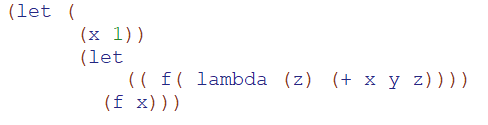 (let (
(x 1))
(let
(( f( lambda (z) (+ x y z))))
(f x)))